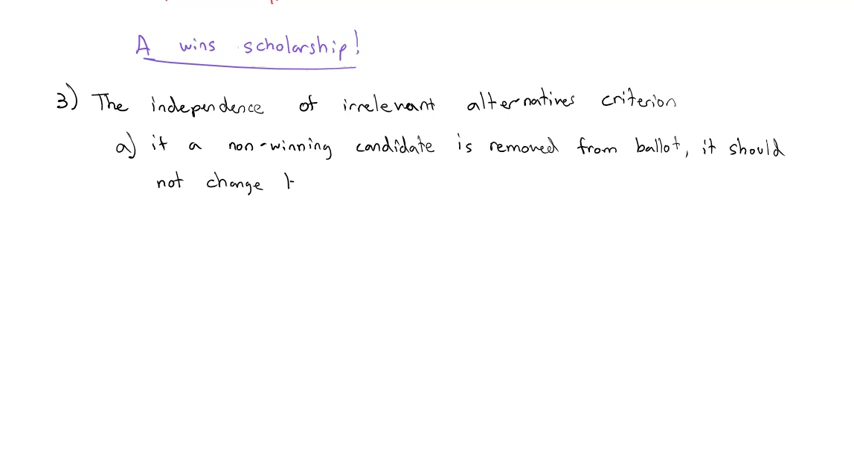 A wins scholarship!
3) The independence of irrelevant alternatives criterion
a) if a non-winning candidate is removed from ballot, it should
not change